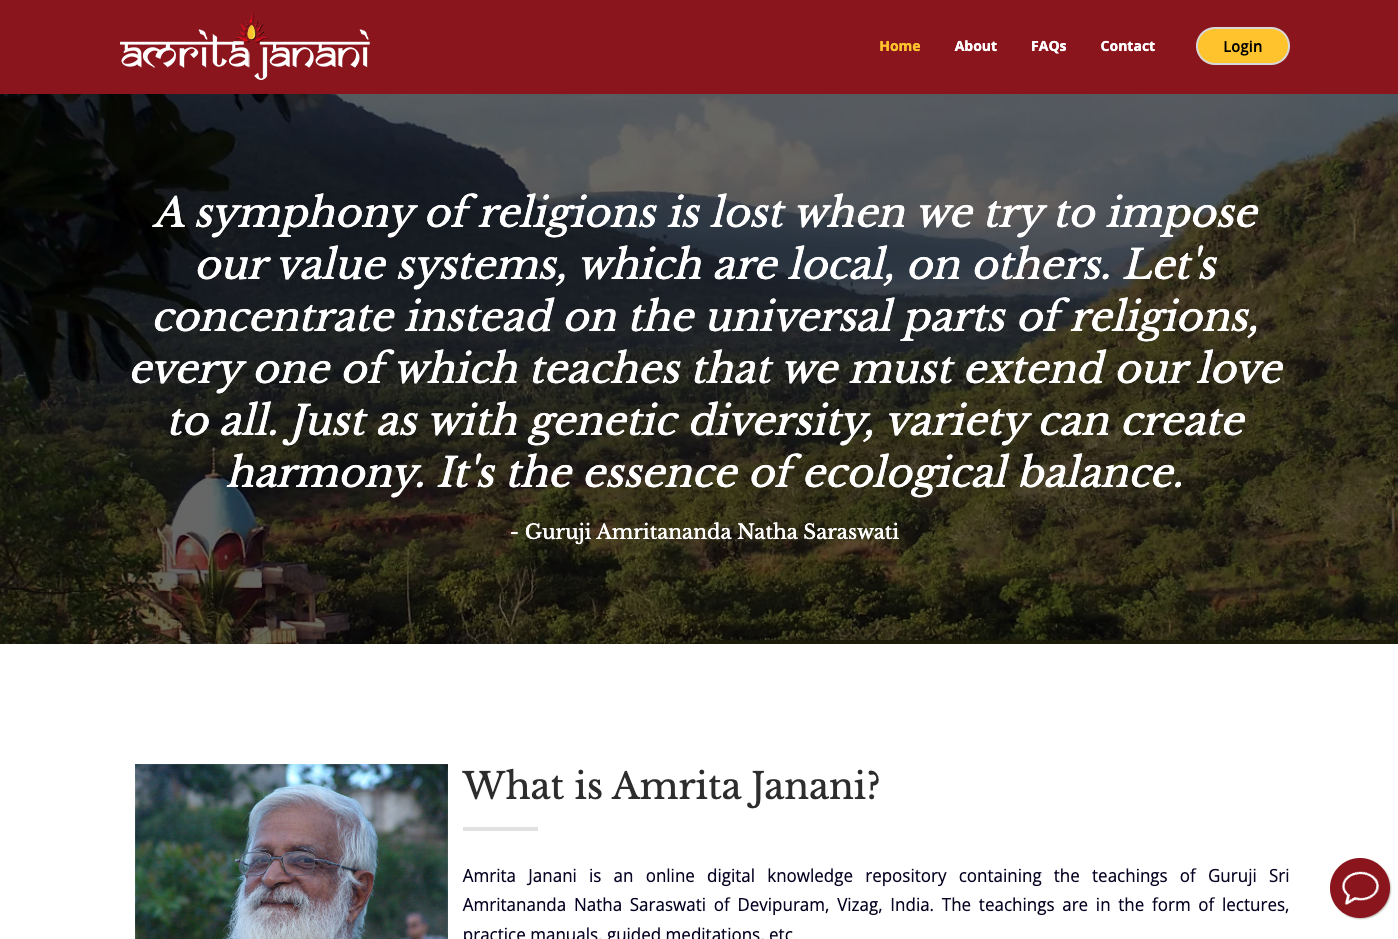 amrita janani
Home
About
FAQs
Contact
Login
A symphony of religions is lost when we try to impose
our value systems, which are local, on others. Let's
concentrate instead on the universal parts of religions,
every one of which teaches that we must extend our love
to all. Just as with genetic diversity, variety can create
harmony. It's the essence of ecological balance.
- Guruji Amritananda Natha Saraswati
What is Amrita Janani?
Amrita Janani is an online digital knowledge repository containing the teachings of Guruji Sri
Amritananda Natha Saraswati of Devipuram, Vizag, India. The teachings are in the form of lectures,
practice manuals, guided meditations, etc